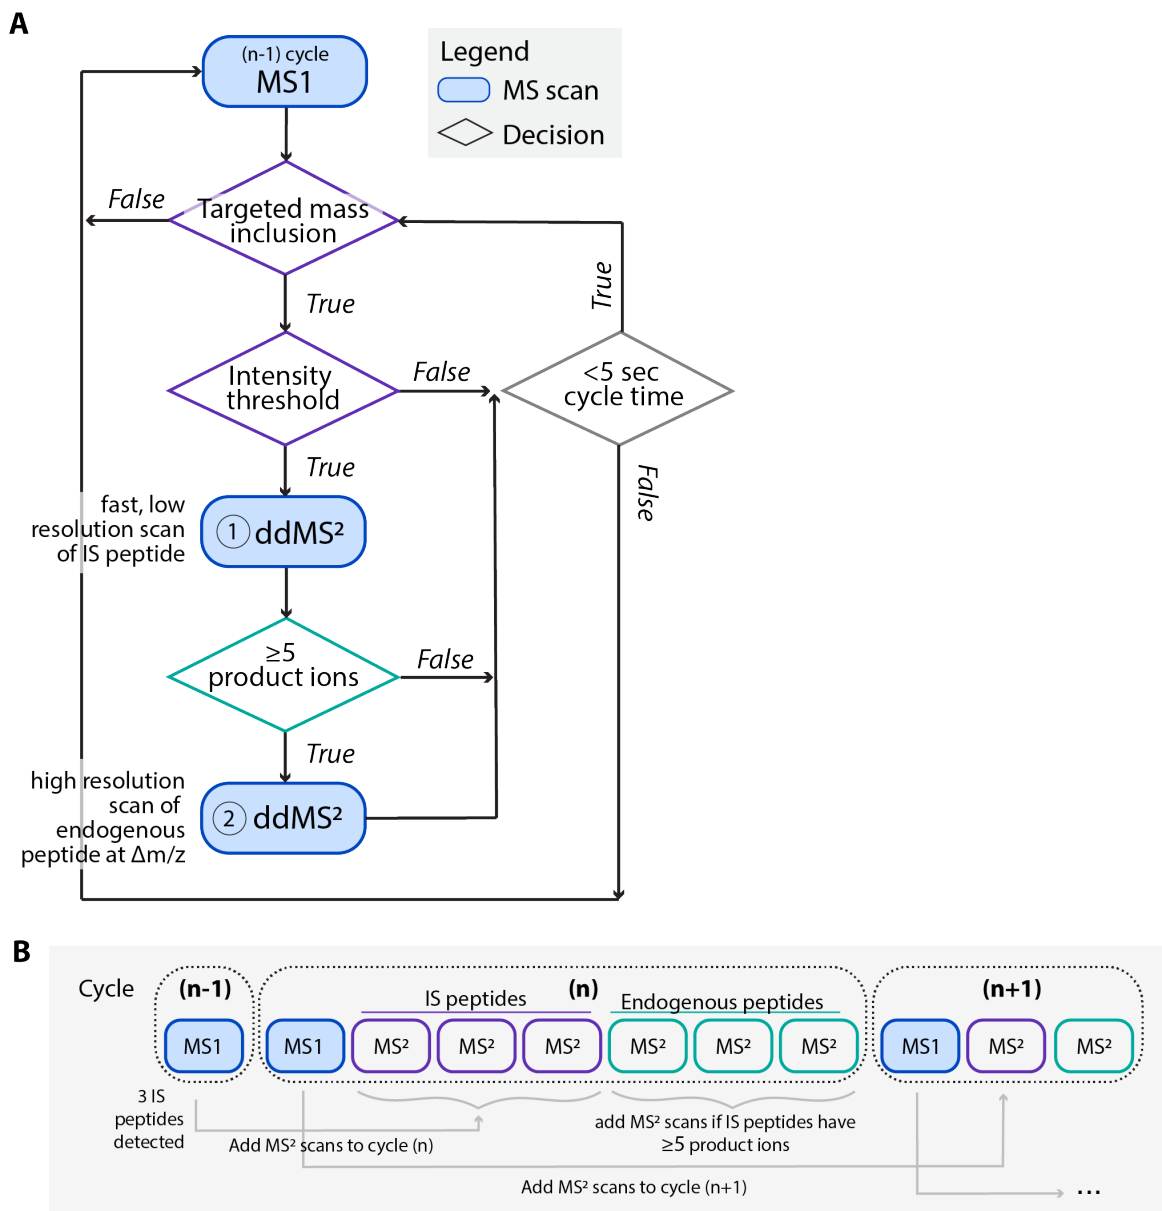 A
(n-1) cycle
MS1
Legend
MS scan
Decision
False
Targeted mass
inclusion
True
True
Intensity
threshold
False
<5 sec
cycle time
True
False
fast, low
resolution scan
of IS peptide
1 ddMS²
≥5
product ions
False
True
high resolution
scan of
endogenous
peptide at Δm/z
2 ddMS²
B
Cycle
(n-1)
(n)
(n+1)
IS peptides
Endogenous peptides
MS1
MS1
MS²
MS²
MS²
MS²
MS²
MS²
MS1
MS²
MS²
3 IS
peptides
detected
Add MS² scans to cycle (n)
add MS² scans if IS peptides have
≥5 product ions
Add MS² scans to cycle (n+1)
...